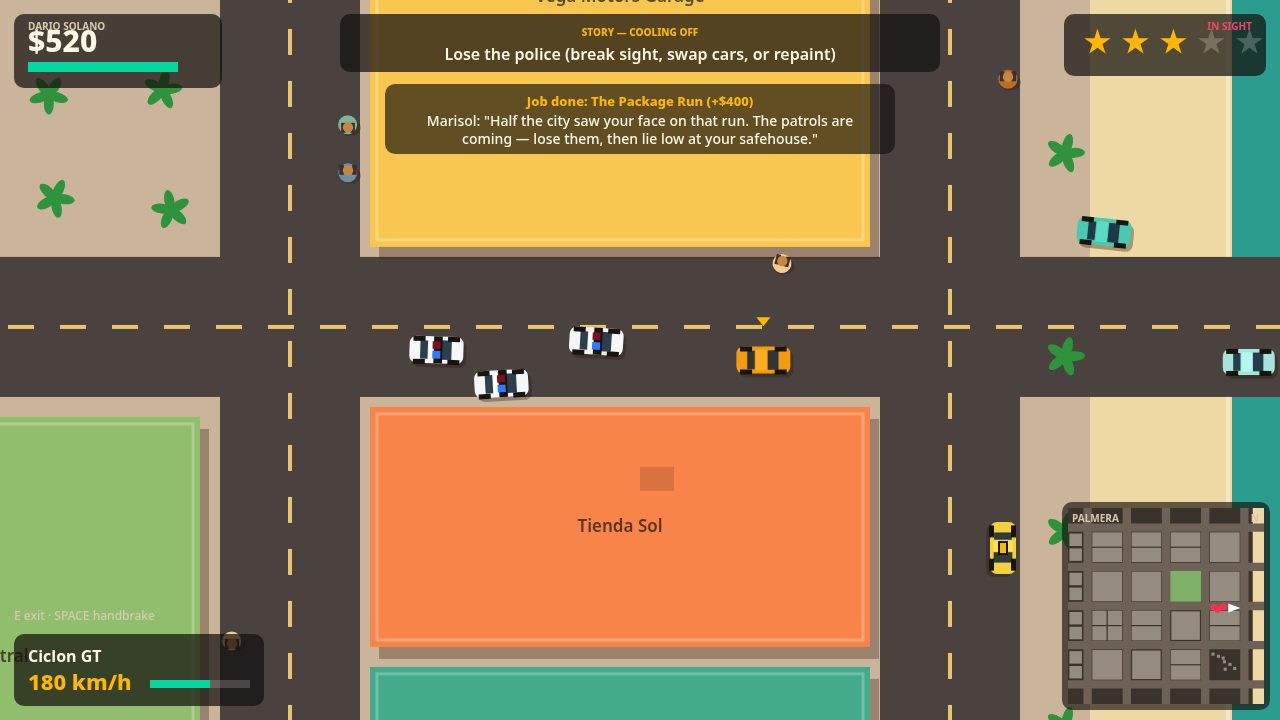 Vega Motors Garage
DARIO SOLANO
$520
STORY — COOLING OFF
Lose the police (break sight, swap cars, or repaint)
IN SIGHT
Job done: The Package Run (+$400)
Marisol: "Half the city saw your face on that run. The patrols are
coming — lose them, then lie low at your safehouse."
Tienda Sol
PALMERA
E exit · SPACE handbrake
Ciclon GT
180 km/h